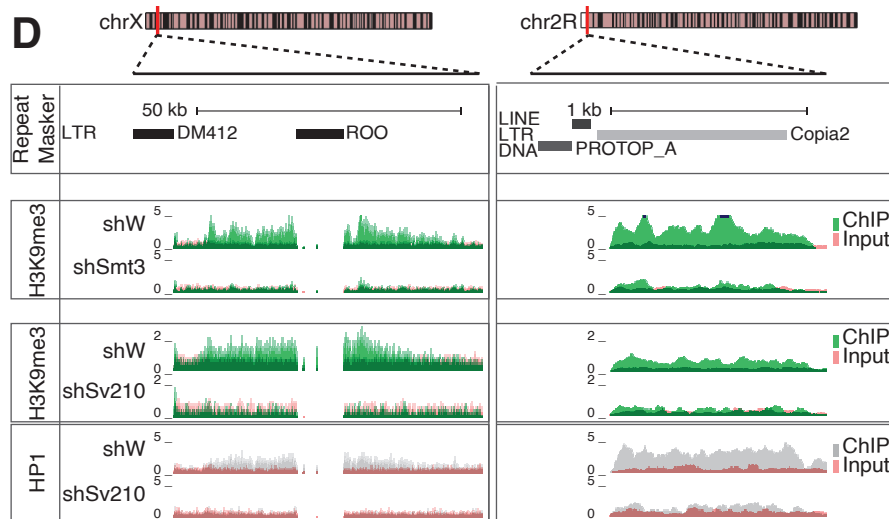 D
chrX
chr2R
Repeat Masker
50 kb
LTR
DM412
ROO
1 kb
LINE
LTR
Copia2
DNA
PROTOP_A
H3K9me3
shW
5
0
shSmt3
5
0
5
0
5
0
ChIP
Input
H3K9me3
shW
2
0
shSv210
2
0
2
0
2
0
ChIP
Input
HP1
shW
5
0
shSv210
5
0
5
0
5
0
ChIP
Input